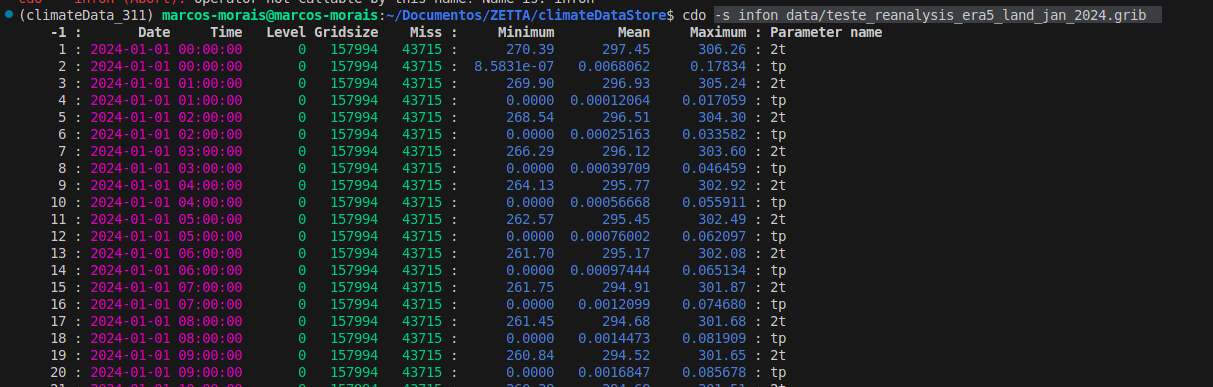 (climateData_311) marcos-morais@marcos-morais:~/Documentos/ZETTA/climateDataStore$ cdo -s infon data/teste_reanalysis_era5_land_jan_2024.grib
-1 : Date Time Level Gridsize Miss : Minimum Mean Maximum : Parameter name
1 : 2024-01-01 00:00:00 0 157994 43715 : 270.39 297.45 306.26 : 2t
2 : 2024-01-01 00:00:00 0 157994 43715 : 8.5831e-07 0.0068062 0.17834 : tp
3 : 2024-01-01 01:00:00 0 157994 43715 : 269.90 296.93 305.24 : 2t
4 : 2024-01-01 01:00:00 0 157994 43715 : 0.0000 0.00012064 0.017059 : tp
5 : 2024-01-01 02:00:00 0 157994 43715 : 268.54 296.51 304.30 : 2t
6 : 2024-01-01 02:00:00 0 157994 43715 : 0.0000 0.00025163 0.033582 : tp
7 : 2024-01-01 03:00:00 0 157994 43715 : 266.29 296.12 303.60 : 2t
8 : 2024-01-01 03:00:00 0 157994 43715 : 0.0000 0.00039709 0.046459 : tp
9 : 2024-01-01 04:00:00 0 157994 43715 : 264.13 295.77 302.92 : 2t
10 : 2024-01-01 04:00:00 0 157994 43715 : 0.0000 0.00056668 0.055911 : tp
11 : 2024-01-01 05:00:00 0 157994 43715 : 262.57 295.45 302.49 : 2t
12 : 2024-01-01 05:00:00 0 157994 43715 : 0.0000 0.00076002 0.062097 : tp
13 : 2024-01-01 06:00:00 0 157994 43715 : 261.70 295.17 302.08 : 2t
14 : 2024-01-01 06:00:00 0 157994 43715 : 0.0000 0.00097444 0.065134 : tp
15 : 2024-01-01 07:00:00 0 157994 43715 : 261.75 294.91 301.87 : 2t
16 : 2024-01-01 07:00:00 0 157994 43715 : 0.0000 0.0012099 0.074680 : tp
17 : 2024-01-01 08:00:00 0 157994 43715 : 261.45 294.68 301.68 : 2t
18 : 2024-01-01 08:00:00 0 157994 43715 : 0.0000 0.0014473 0.081909 : tp
19 : 2024-01-01 09:00:00 0 157994 43715 : 260.84 294.52 301.65 : 2t
20 : 2024-01-01 09:00:00 0 157994 43715 : 0.0000 0.0016847 0.085678 : tp